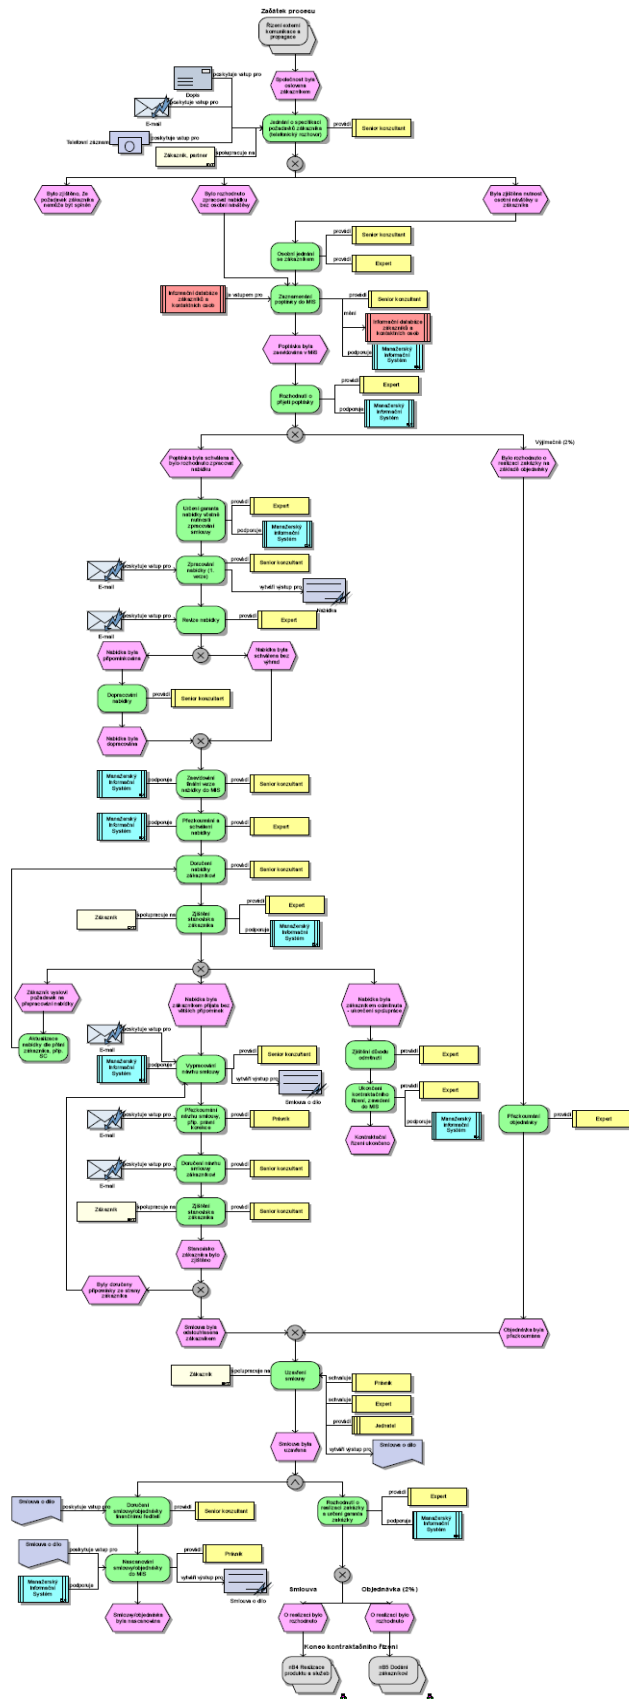 Začátek procesu
Řízení externí
komunikace a
propagace
Společnost byla
oslovena
zákazníkem
poskytuje vstup pro
Dopis
poskytuje vstup pro
E-mail
Telefonní záznam
poskytuje vstup pro
Zákazník, partner
spolupracuje na
Jednání o specifikaci
požadavků zákazníka
(telefonický rozhovor)
provádí
Senior konzultant
Bylo zjištěno, že
požadavek zákazníka
nemůže být splněn
Bylo rozhodnuto
zpracovat nabídku
bez osobní návštěvy
Byla zjištěna nutnost
osobní návštěvy u
zákazníka
Osobní jednání
se zákazníkem
provádí
Senior konzultant
Expert
Informační databáze
zákazníků a
kontaktních osob
je vstupem pro
Zaznamenání
poptávky do MIS
provádí
Senior konzultant
mění
Informační databáze
zákazníků a
kontaktních osob
podporuje
Manažerský
Informační
Systém
Poptávka byla
zaevidována v MIS
Rozhodnutí o
přijetí poptávky
provádí
Expert
podporuje
Manažerský
Informační
Systém
Výjimečně (2%)
Poptávka byla schválena a
bylo rozhodnuto zpracovat
nabídku
Bylo rozhodnuto o
realizaci zakázky na
základě objednávky
Určení garanta
nabídky včetně
nutnosti
zpracování
smlouvy
provádí
Expert
podporuje
Manažerský
Informační
Systém
E-mail
poskytuje vstup pro
Zpracování
nabídky (1.
verze)
provádí
Senior konzultant
vytváří výstup pro
Nabídka
E-mail
poskytuje vstup pro
Revize nabídky
provádí
Expert
Nabídka byla
připomínkována
Nabídka byla
schválena bez
výhrad
Dopracování
nabídky
provádí
Senior konzultant
Nabídka byla
dopracována
Manažerský
Informační
Systém
podporuje
Zaevidování
finální verze
nabídky do MIS
provádí
Senior konzultant
Manažerský
Informační
Systém
podporuje
Přezkoumání a
schválení
nabídky
provádí
Expert
Doručení
nabídky
zákazníkovi
provádí
Senior konzultant
Zákazník
spolupracuje na
Zjištění
stanoviska
zákazníka
provádí
Expert
podporuje
Manažerský
Informační
Systém
Zákazník vyslovil
požadavek na
přepracování nabídky
Nabídka byla
zákazníkem přijata bez
větších připomínek
Nabídka byla
zákazníkem odmítnuta
- ukončení spolupráce
Aktualizace
nabídky dle přání
zákazníka, příp.
SC
E-mail
poskytuje vstup pro
Manažerský
Informační
Systém
podporuje
Vypracování
návrhu smlouvy
provádí
Senior konzultant
vytváří výstup pro
Smlouva o dílo
Zjištění důvodu
odmítnutí
provádí
Expert
Ukončení
kontraktačního
řízení, zavedení
do MIS
provádí
Expert
podporuje
Manažerský
Informační
Systém
Kontraktační
řízení ukončeno
E-mail
poskytuje vstup pro
Přezkoumání
návrhu smlouvy,
příp. právní
korekce
provádí
Právník
Přezkoumání
objednávky
provádí
Expert
E-mail
poskytuje vstup pro
Doručení návrhu
smlouvy
zákazníkovi
provádí
Senior konzultant
Zákazník
spolupracuje na
Zjištění
stanoviska
zákazníka
provádí
Senior konzultant
Stanovisko
zákazníka bylo
zjištěno
Byly doručeny
připomínky ze strany
zákazníka
Smlouva byla
odsouhlasena
zákazníkem
Objednávka byla
přezkoumána
Zákazník
spolupracuje na
Uzavření
smlouvy
schvaluje
Právník
schvaluje
Expert
provádí
Jednatel
vytváří výstup pro
Smlouva o dílo
Smlouva byla
uzavřena
Smlouva o dílo
poskytuje vstup pro
Doručení
smlouvy/objednávky
finančnímu řediteli
provádí
Senior konzultant
Rozhodnutí o
realizaci zakázky
a určení garanta
zakázky
provádí
Expert
podporuje
Manažerský
Informační
Systém
Smlouva o dílo
poskytuje vstup pro
Manažerský
Informační
Systém
podporuje
Nascanování
smlouvy/objednávky
do MIS
provádí
Právník
vytváří výstup pro
Smlouva o dílo
Smlouvy/objednávka
byla nascanována
Smlouva
Objednávka (2%)
O realizaci bylo
rozhodnuto
O realizaci bylo
rozhodnuto
Konec kontraktačního řízení
nB4 Realizace
produktu a služeb
nB5 Dodání
zákazníkovi